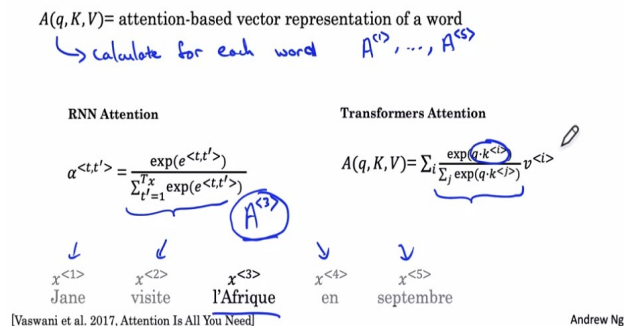 A(q, K, V)= attention-based vector representation of a word
↳ calculate for each word A^<1>, ..., A^<5>
RNN Attention
α^<t,t′> = exp(e^<t,t′>) / Σ_{t′=1}^{Tx} exp(e^<t,t′>)
Transformers Attention
A(q, K, V)= Σ_i exp(q·k^<i>) / Σ_j exp(q·k^<j>) v^<i>
A^<3>
x^<1> x^<2> x^<3> x^<4> x^<5>
Jane visite l'Afrique en septembre
[Vaswani et al. 2017, Attention Is All You Need] Andrew Ng